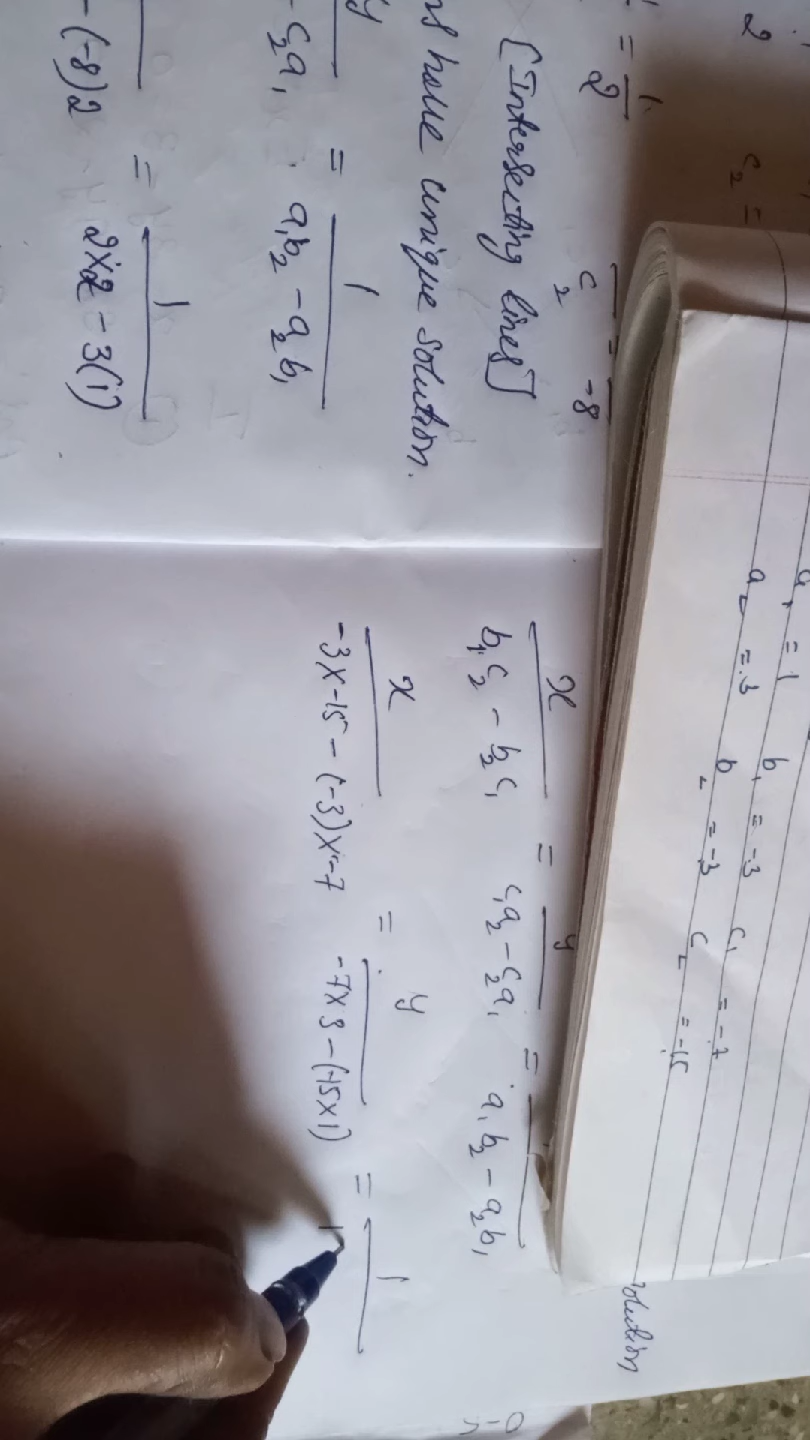 2
c₂ =
= 1/2
c₂ -8
[Intersecting lines]
have unique solution.
y
- c₂a₁ = 1/(a₁b₂ - a₂b₁)
- (-8)2 = 1/(2×2 - 3(1))
a₁ = 1 b₁ = -3 c₁ = -7
a₂ = 3 b₂ = -3 c₂ = -15
solution
x/(b₁c₂ - b₂c₁) = y/(c₁a₂ - c₂a₁) = /(a₁b₂ - a₂b₁)
x/(-3×-15 - (-3)×-7) = y/(-7×3 - (-15×1)) = 1/1